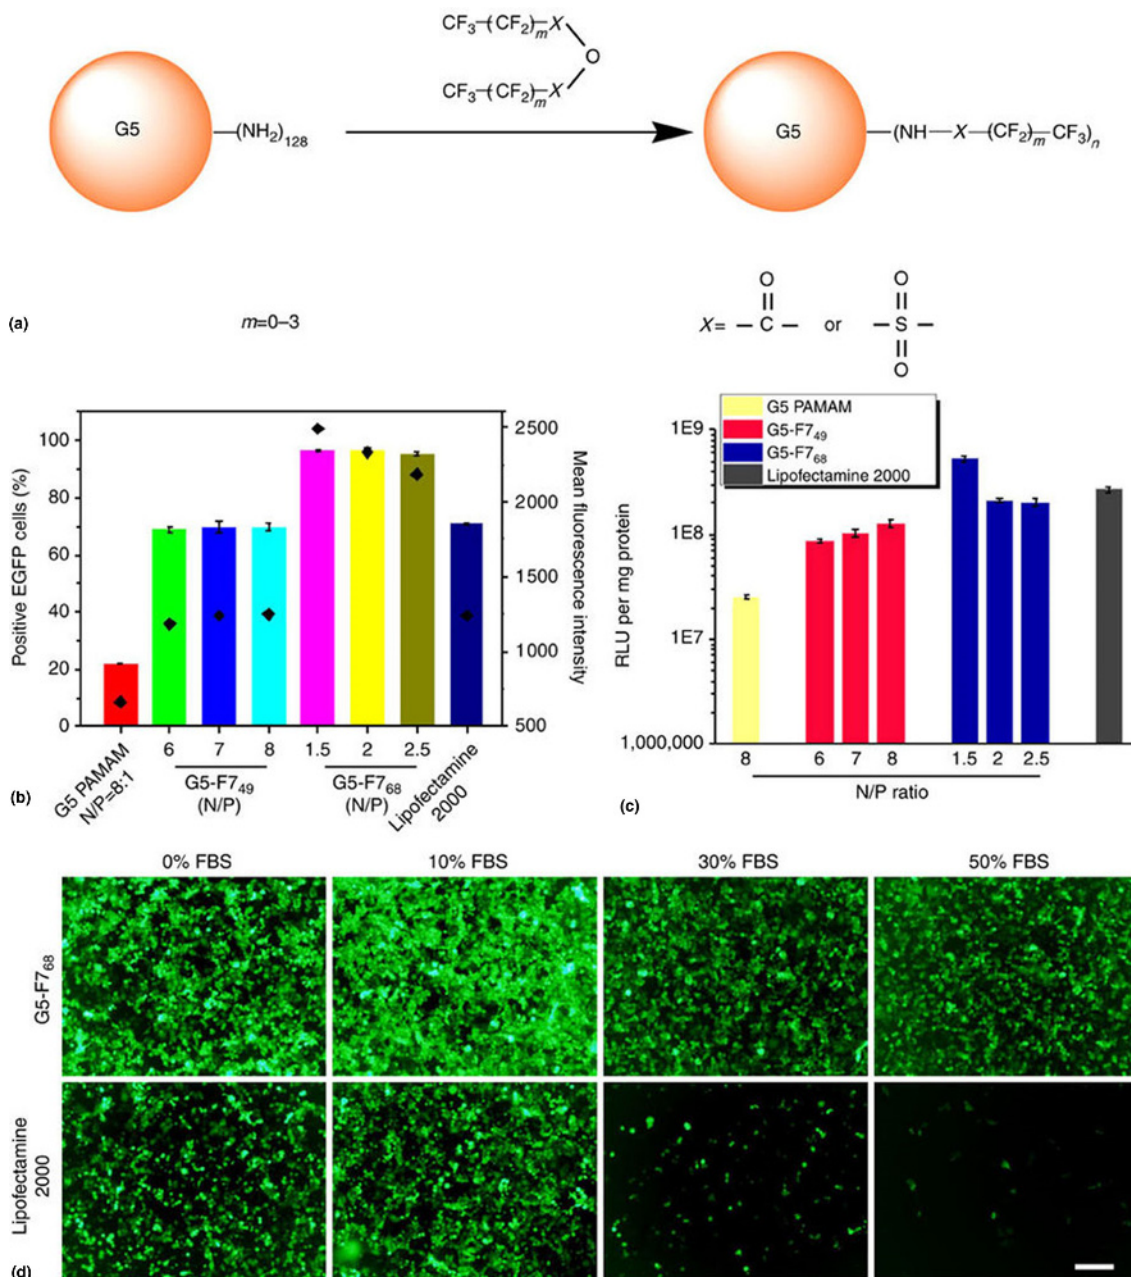 CF₃–(CF₂)ₘX
O
CF₃–(CF₂)ₘX
G5
(NH₂)₁₂₈
G5
(NH – X – (CF₂)ₘ–CF₃)ₙ
(a)
m=0–3
X= – C – or – S –
O
O
O
Positive EGFP cells (%)
100
80
60
40
20
0
2500
2000
1500
1000
500
Mean fluorescence intensity
G5 PAMAM
N/P=8:1
6 7 8
G5-F7₄₉
(N/P)
1.5 2 2.5
G5-F7₆₈
(N/P)
Lipofectamine
2000
(b)
G5 PAMAM
G5-F7₄₉
G5-F7₆₈
Lipofectamine 2000
RLU per mg protein
1E9
1E8
1E7
1,000,000
8 6 7 8 1.5 2 2.5
N/P ratio
(c)
0% FBS 10% FBS 30% FBS 50% FBS
G5-F7₆₈
Lipofectamine
2000
(d)